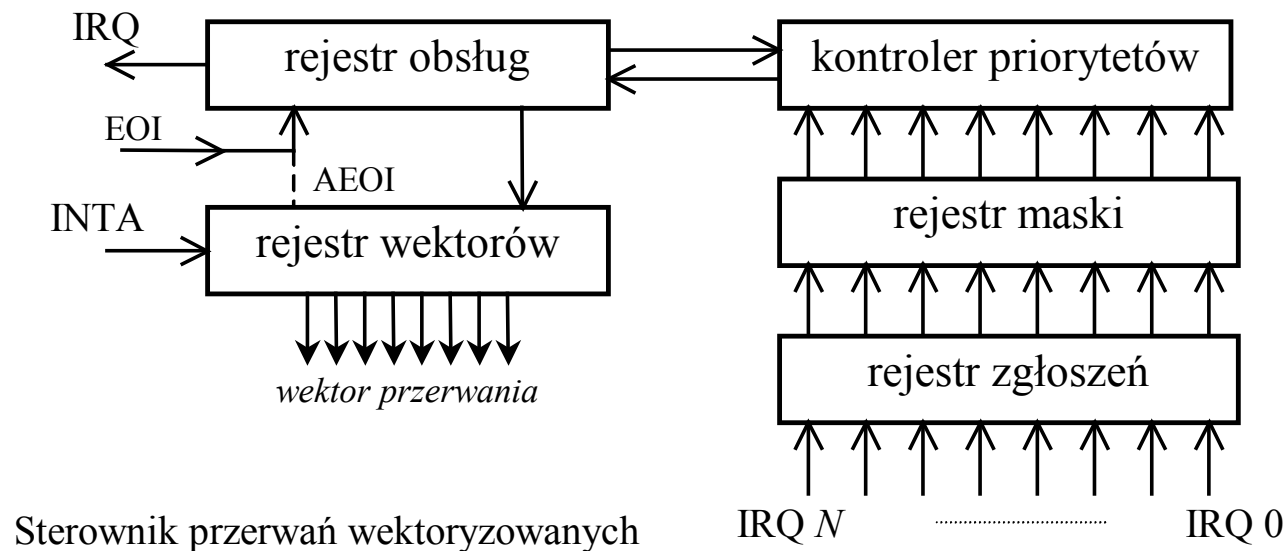 IRQ
rejestr obsług
kontroler priorytetów
EOI
AEOI
INTA
rejestr wektorów
rejestr maski
wektor przerwania
rejestr zgłoszeń
IRQ N
IRQ 0
Sterownik przerwań wektoryzowanych